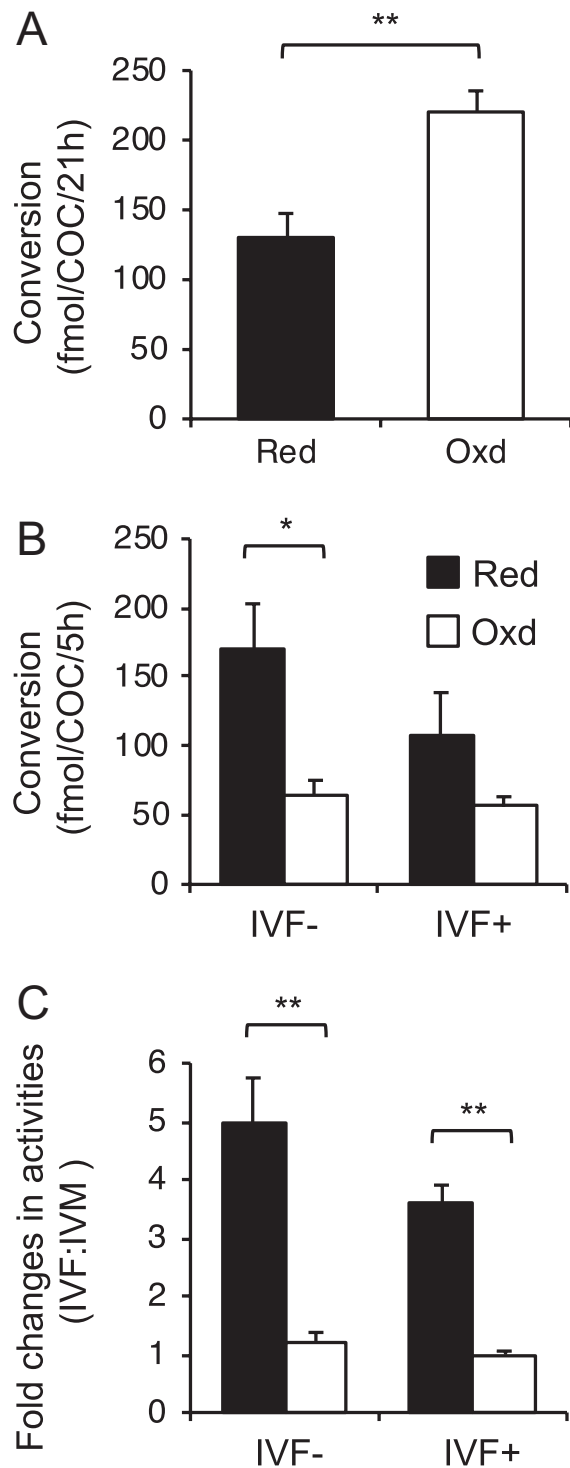 A
**
250
200
150
100
50
0
Conversion
(fmol/COC/21h)
Red
Oxd
B
*
250
200
150
100
50
0
Conversion
(fmol/COC/5h)
Red
Oxd
IVF-
IVF+
C
**
**
6
5
4
3
2
1
0
Fold changes in activities
(IVF:IVM )
IVF-
IVF+